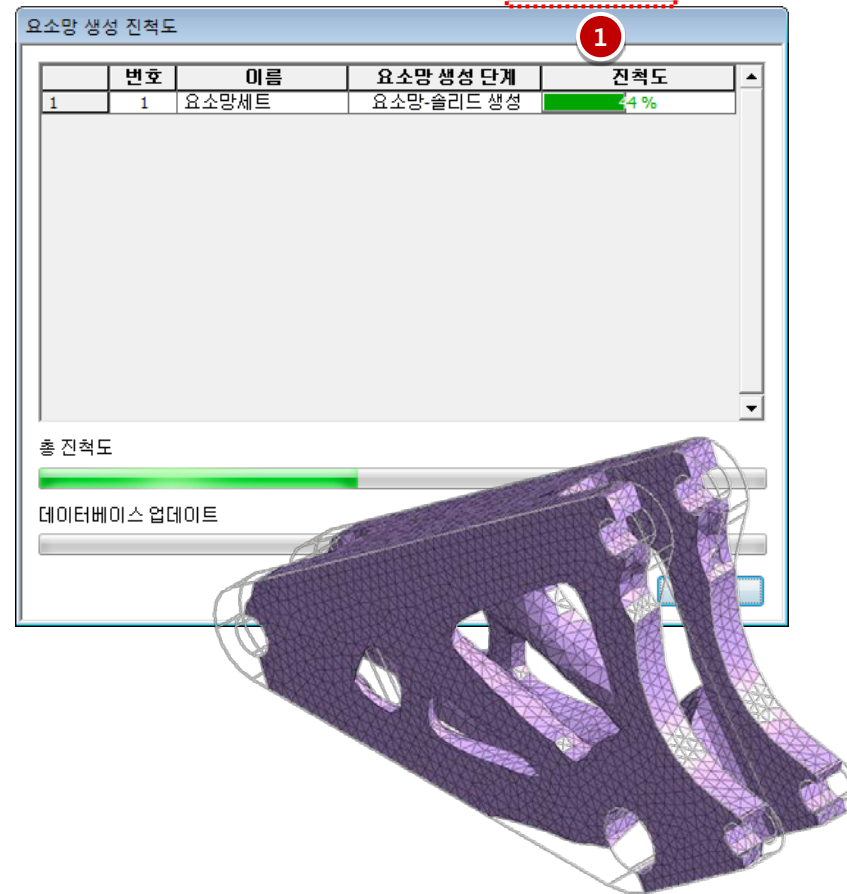 요소망 생성 진척도
1
번호 이름 요소망 생성 단계 진척도
1 1 요소망세트 요소망-솔리드 생성 44 %
총 진척도
데이터베이스 업데이트